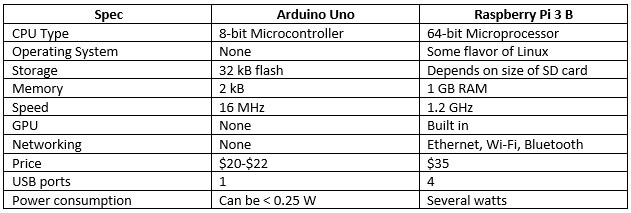 Spec Arduino Uno Raspberry Pi 3 B
CPU Type 8-bit Microcontroller 64-bit Microprocessor
Operating System None Some flavor of Linux
Storage 32 kB flash Depends on size of SD card
Memory 2 kB 1 GB RAM
Speed 16 MHz 1.2 GHz
GPU None Built in
Networking None Ethernet, Wi-Fi, Bluetooth
Price $20-$22 $35
USB ports 1 4
Power consumption Can be < 0.25 W Several watts